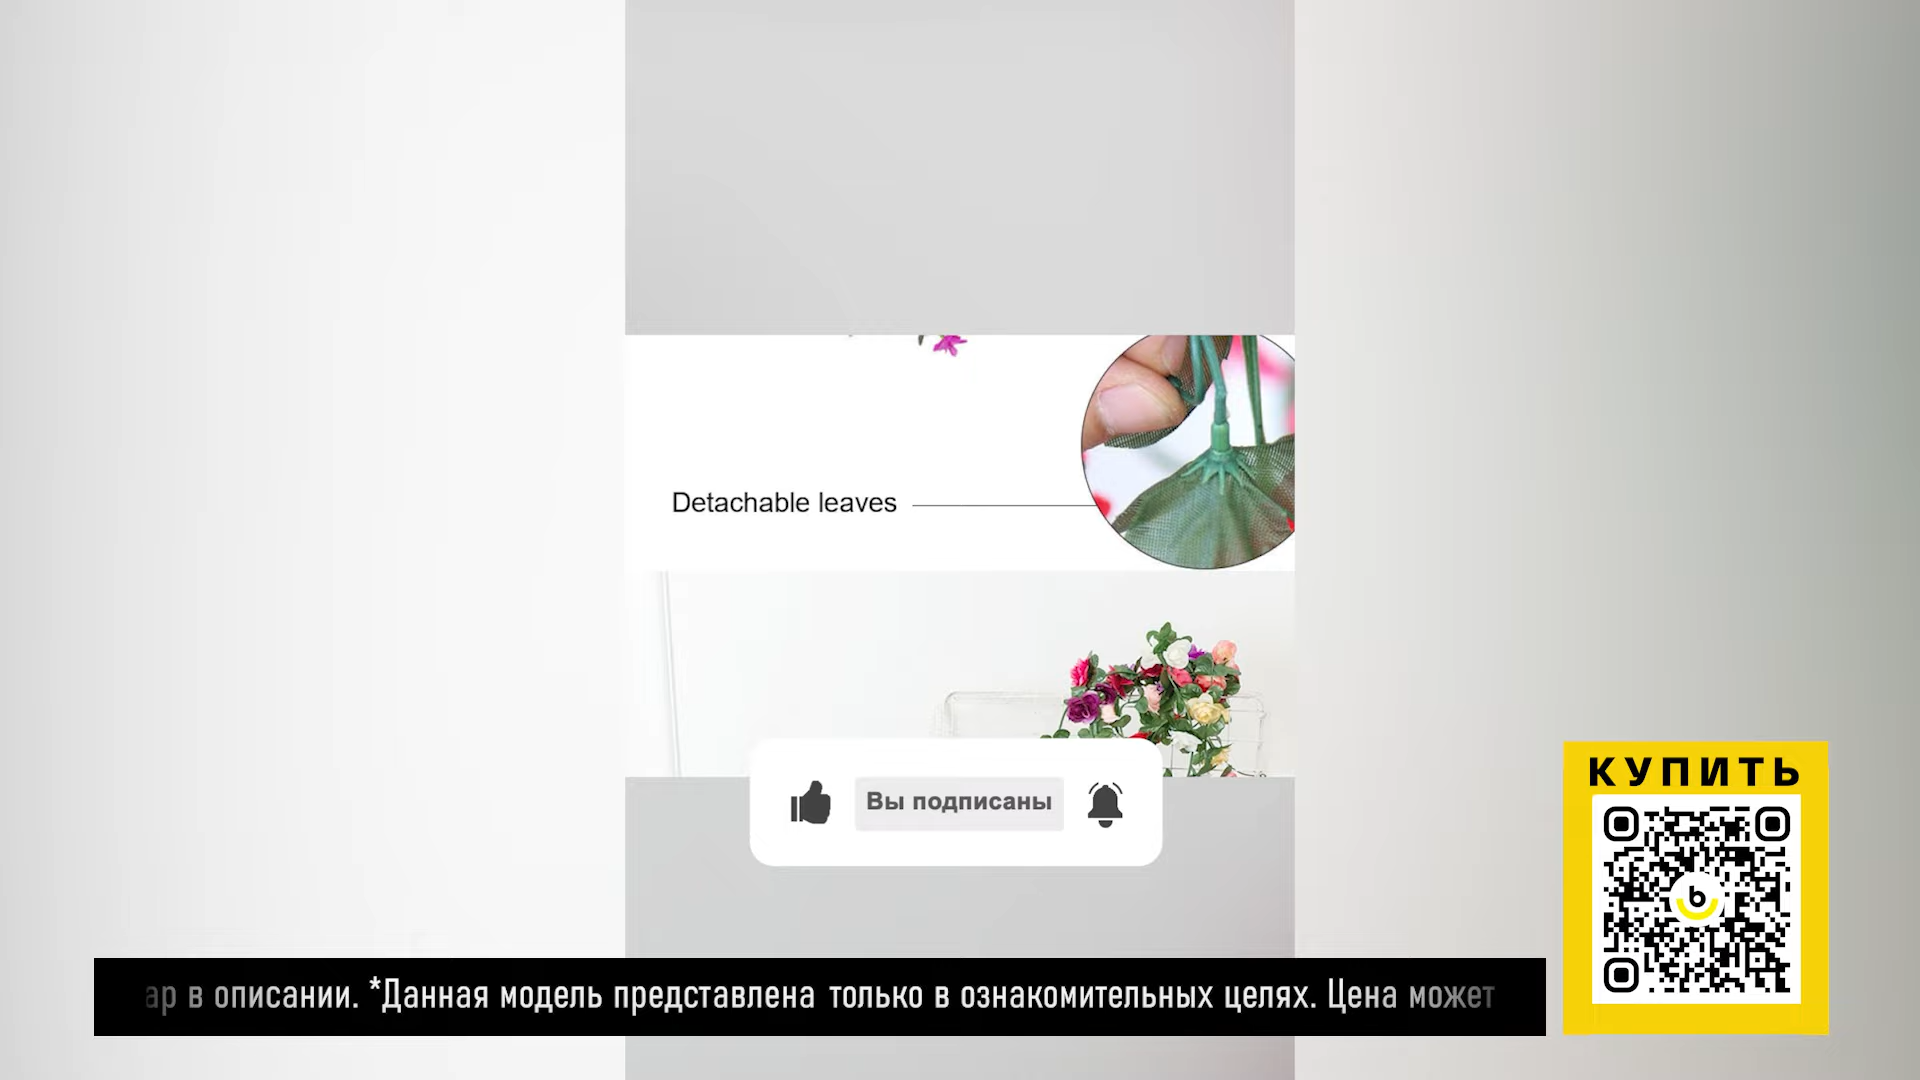 Detachable leaves
Вы подписаны
КУПИТЬ
b
в описании. *Данная модель представлена только в ознакомительных целях. Цена может